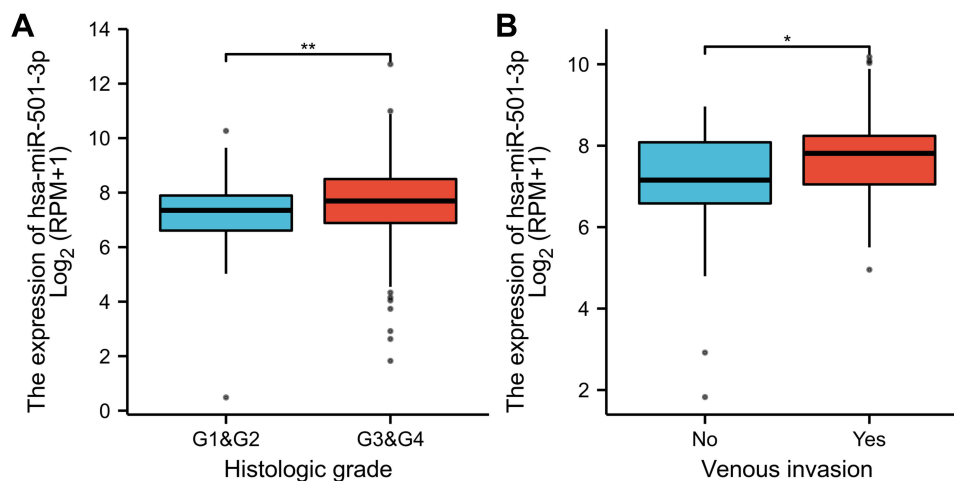 A
The expression of hsa-miR-501-3p
Log2 (RPM+1)
14
12
10
8
6
4
2
0
**
G1&G2
G3&G4
Histologic grade
B
The expression of hsa-miR-501-3p
Log2 (RPM+1)
10
8
6
4
2
*
No
Yes
Venous invasion